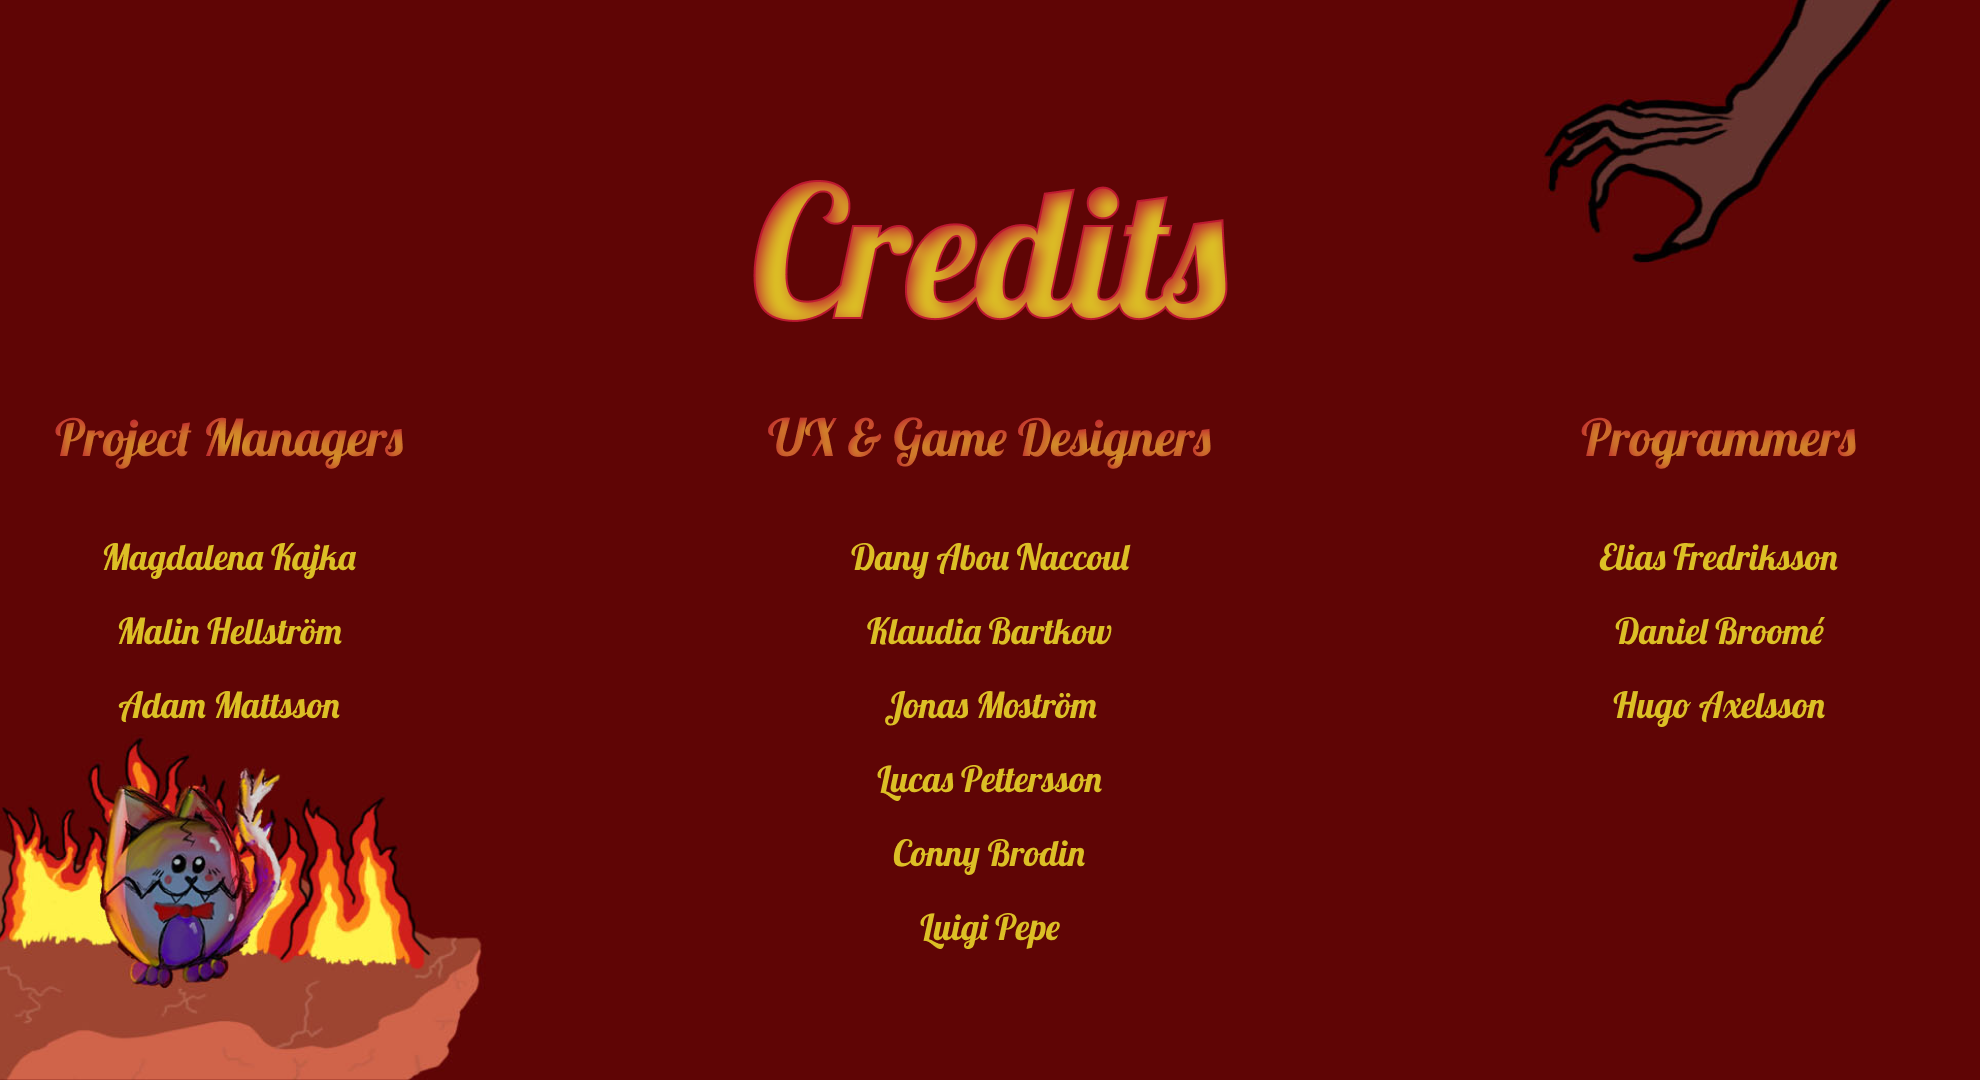 Credits
Project Managers
Magdalena Kajka
Malin Hellström
Adam Mattsson
UX & Game Designers
Dany Abou Naccoul
Klaudia Bartkow
Jonas Moström
Lucas Pettersson
Conny Brodin
Luigi Pepe
Programmers
Elias Fredriksson
Daniel Broomé
Hugo Axelsson